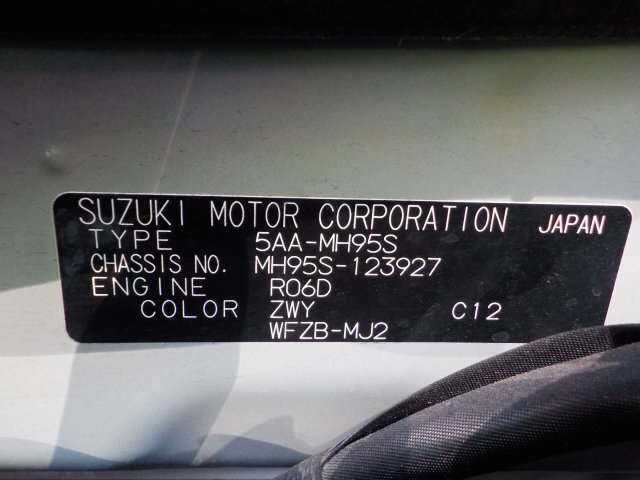 SUZUKI MOTOR CORPORATION JAPAN
TYPE 5AA-MH95S
CHASSIS NO. MH95S-123927
ENGINE R06D
COLOR ZWY C12
WFZB-MJ2